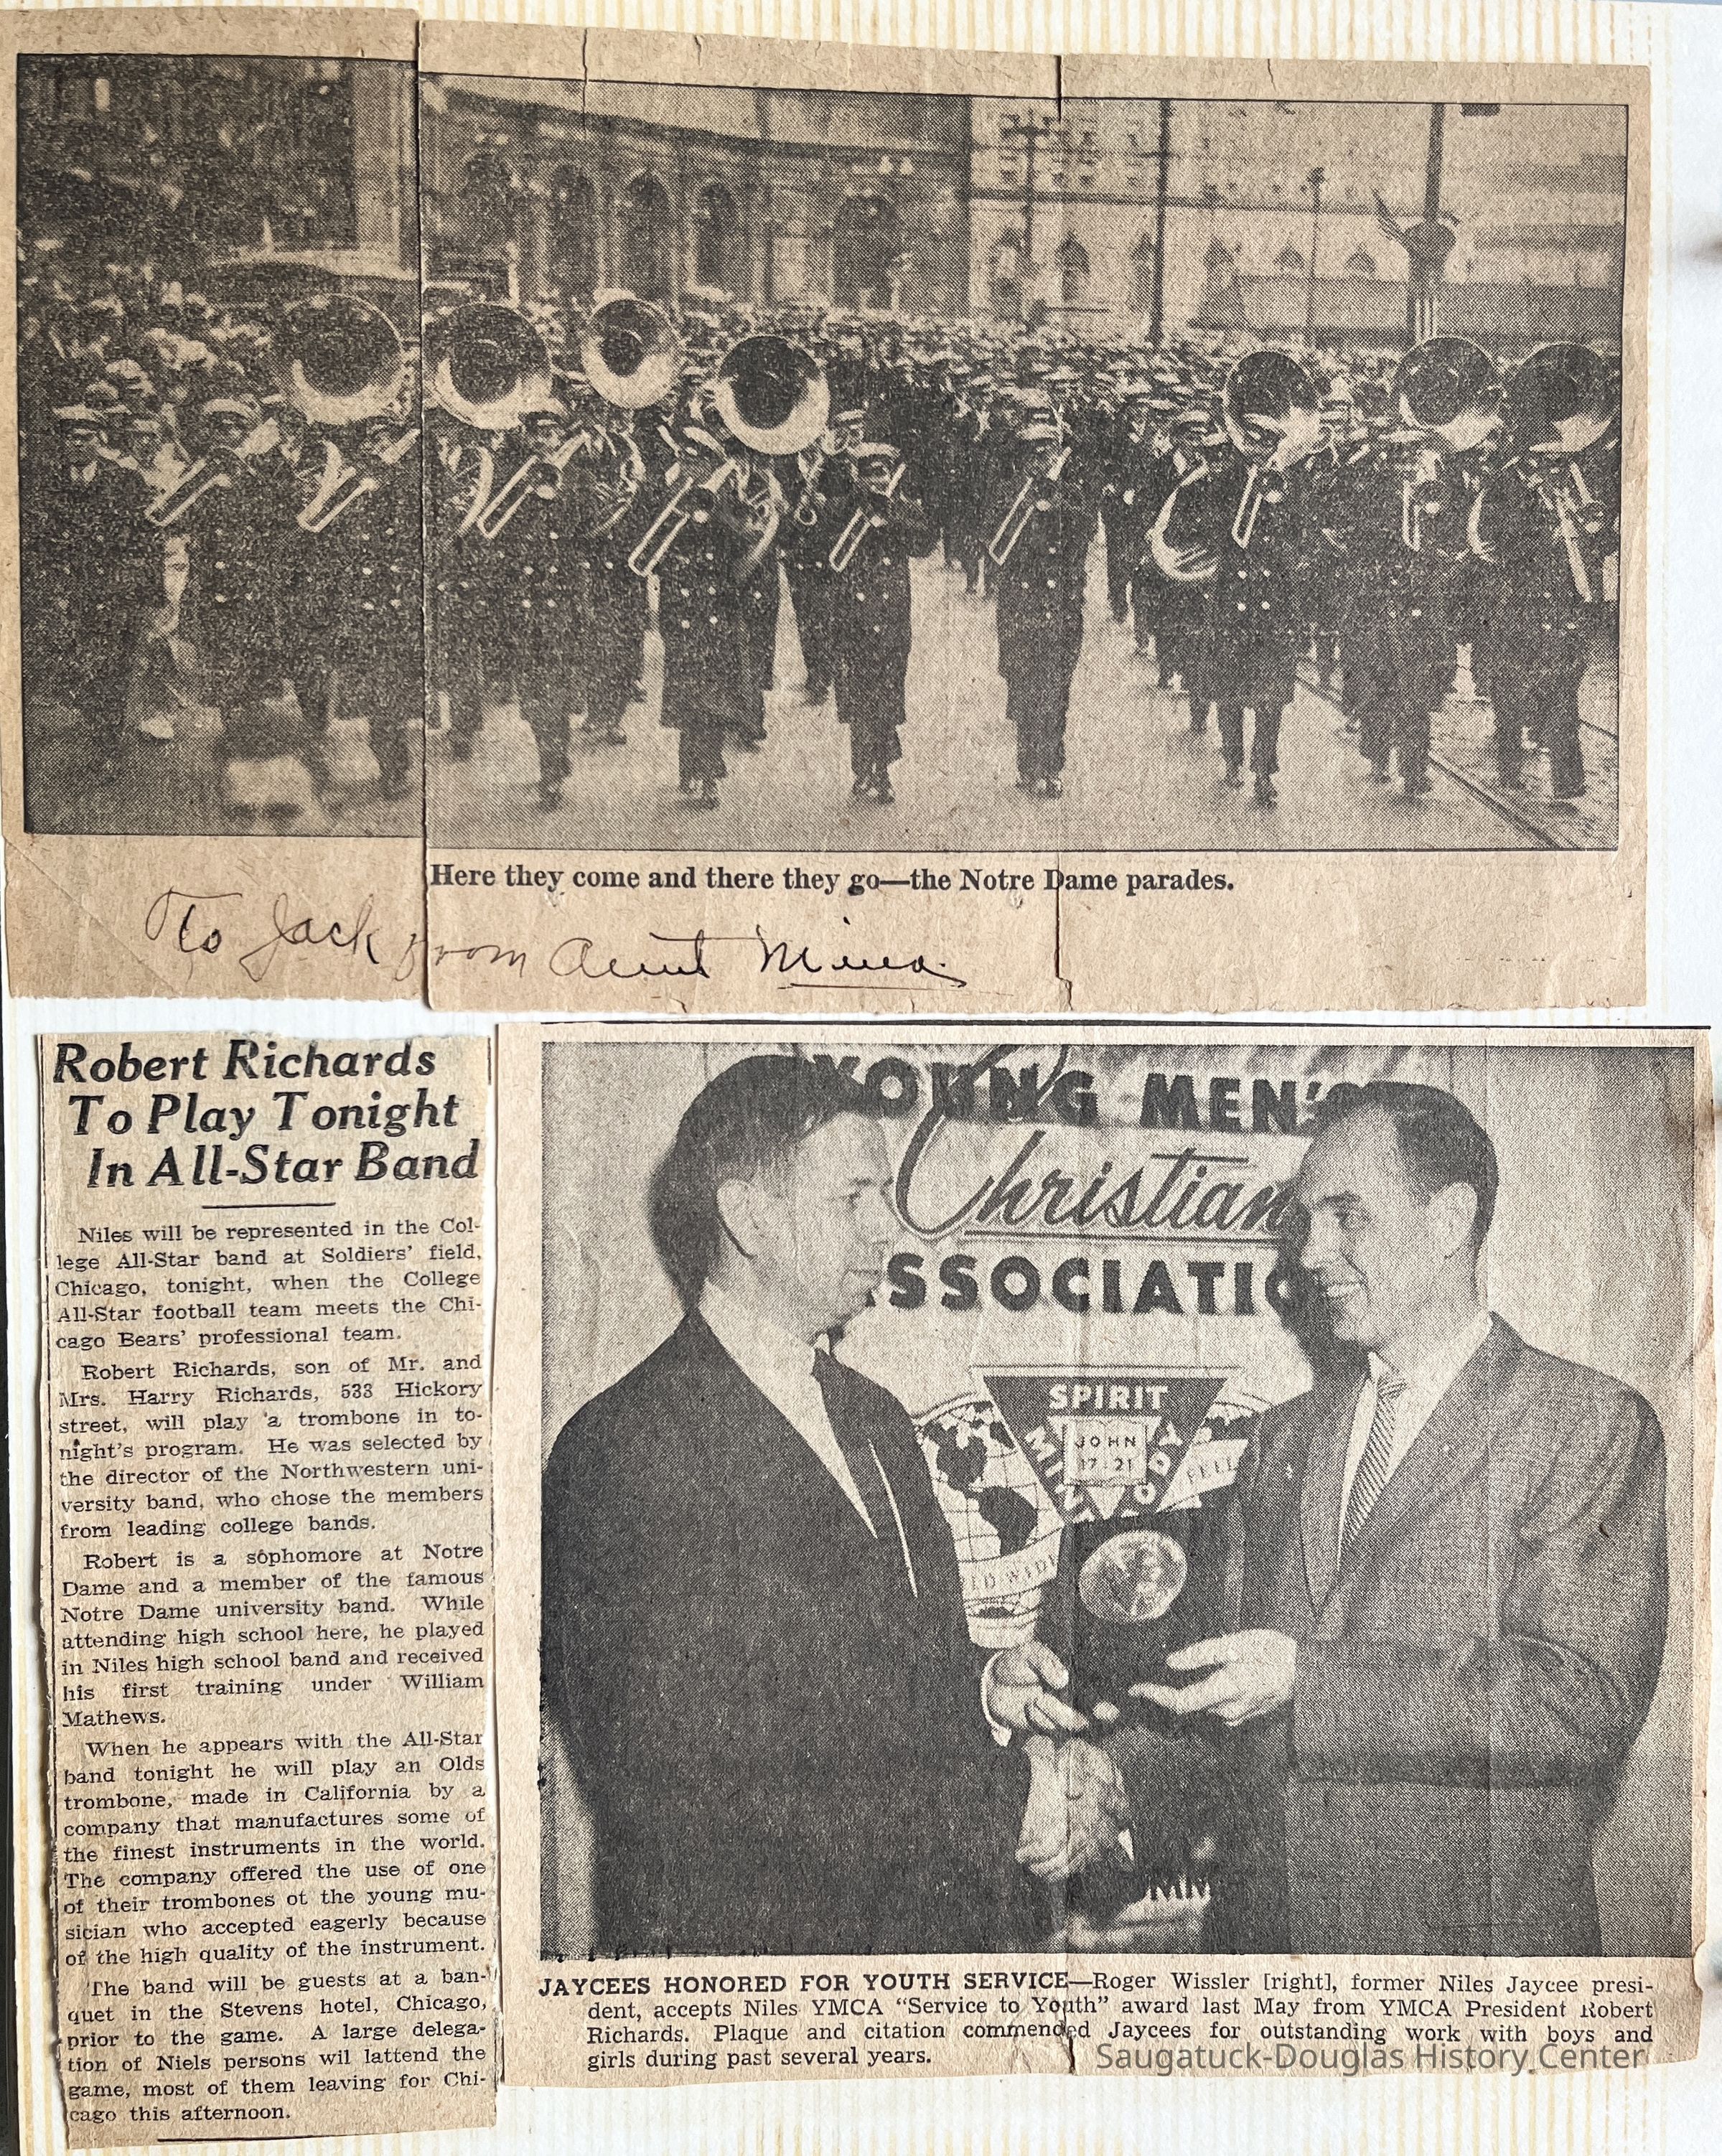 Here they come and there they go—the Notre Dame parades.
To Jack from Aunt Mina.
Robert Richards
To Play Tonight
In All-Star Band
Niles will be represented in the Col-
lege All-Star band at Soldiers' field,
Chicago, tonight, when the College
All-Star football team meets the Chi-
cago Bears' professional team.
Robert Richards, son of Mr. and
Mrs. Harry Richards, 533 Hickory
street, will play a trombone in to-
night's program. He was selected by
the director of the Northwestern uni-
versity band, who chose the members
from leading college bands.
Robert is a sophomore at Notre
Dame and a member of the famous
Notre Dame university band. While
attending high school here, he played
in Niles high school band and received
his first training under William
Mathews.
When he appears with the All-Star
band tonight he will play an Olds
trombone, made in California by a
company that manufactures some of
the finest instruments in the world.
The company offered the use of one
of their trombones ot the young mu-
sician who accepted eagerly because
of the high quality of the instrument.
The band will be guests at a ban-
quet in the Stevens hotel, Chicago,
prior to the game. A large delega-
tion of Niels persons wil lattend the
game, most of them leaving for Chi-
cago this afternoon.
YOUNG MEN'S
Christian
ASSOCIATIO
SPIRIT
MIND
BODY
JOHN
17:21
FELL
LD WIDE
JAYCEES HONORED FOR YOUTH SERVICE—Roger Wissler [right], former Niles Jaycee presi-
dent, accepts Niles YMCA "Service to Youth" award last May from YMCA President Robert
Richards. Plaque and citation commended Jaycees for outstanding work with boys and
girls during past several years.
Saugatuck-Douglas History Center